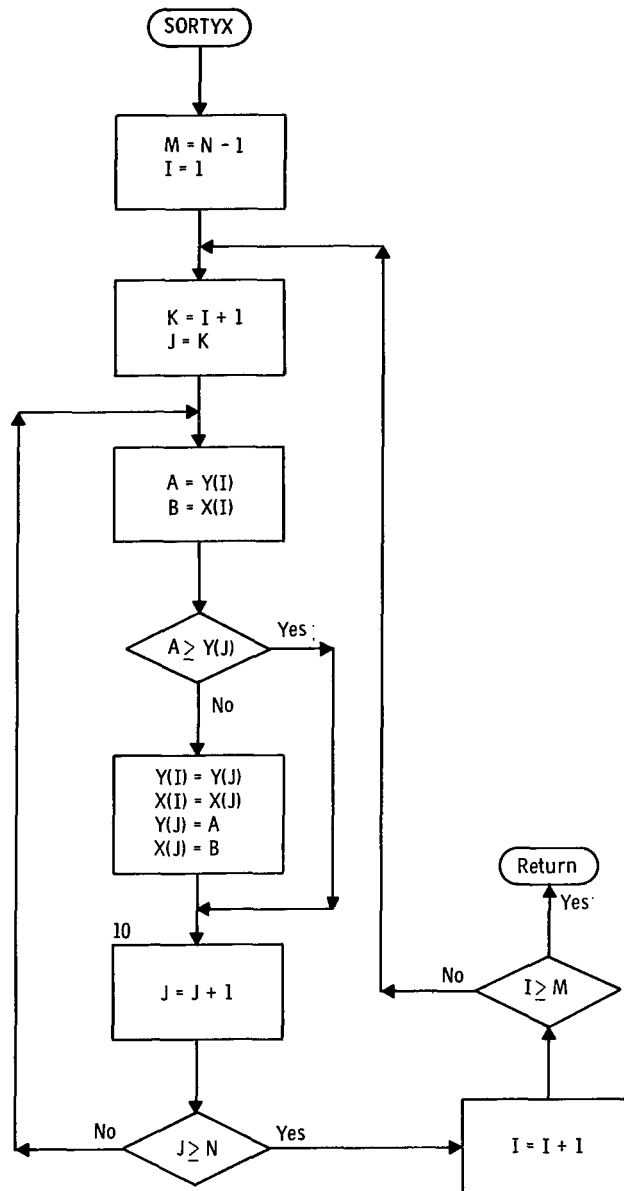 SORTYX
M = N - 1
I = 1
K = I + 1
J = K
A = Y(I)
B = X(I)
A ≥ Y(J)
Yes
No
Y(I) = Y(J)
X(I) = X(J)
Y(J) = A
X(J) = B
10
J = J + 1
J ≥ N
No
Yes
I = I + 1
I ≥ M
No
Yes
Return